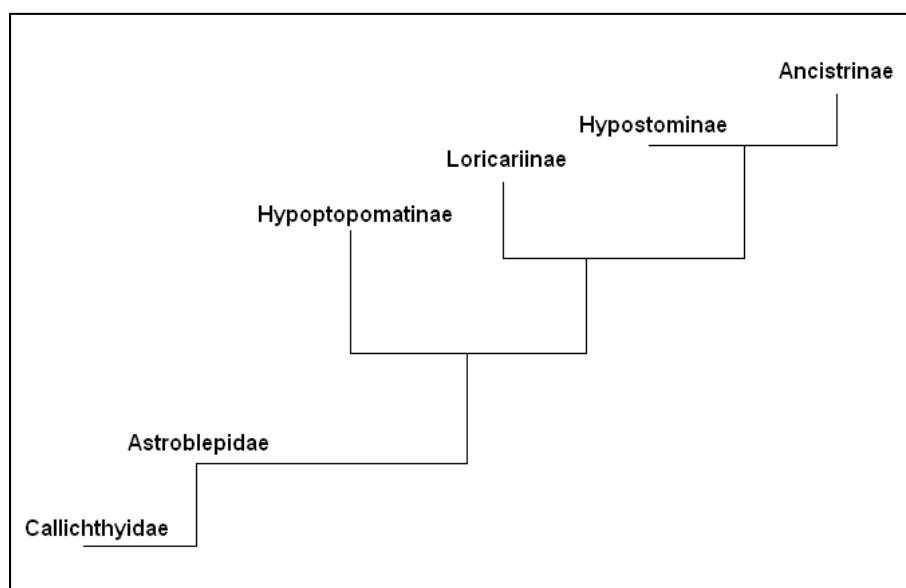 Ancistrinae
Hypostominae
Loricariinae
Hypoptopomatinae
Astroblepidae
Callichthyidae